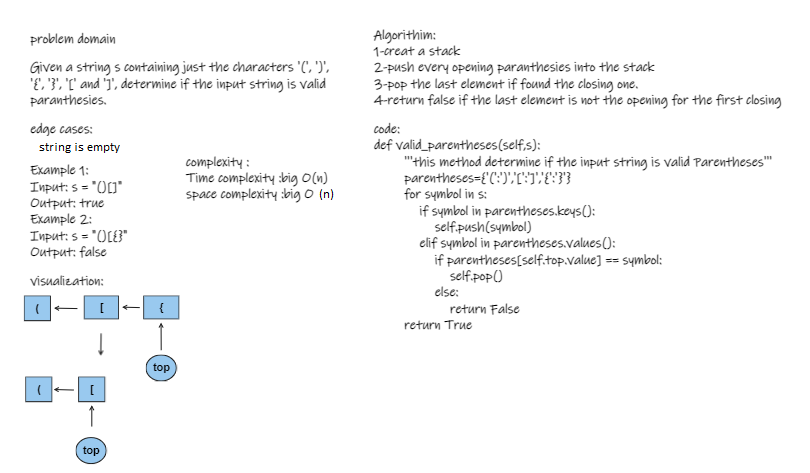 problem domain
Given a string s containing just the characters '(', ')',
'{', '}', '[' and ']', determine if the input string is valid
paranthesies.
edge cases:
string is empty
Example 1:
Input: s = "()[]"
Output: true
Example 2:
Input: s = "()[{}"
Output: false
complexity :
Time complexity :big O(n)
space complexity :big O (n)
visualization:
( [ {
top
( [
top
Algorithim:
1-creat a stack
2-push every opening paranthesies into the stack
3-pop the last element if found the closing one.
4-return false if the last element is not the opening for the first closing
code:
def valid_parentheses(self,s):
'''this method determine if the input string is valid Parentheses'''
parentheses={'(':')','[':']','{':'}'}
for symbol in s:
if symbol in parentheses.keys():
self.push(symbol)
elif symbol in parentheses.values():
if parentheses[self.top.value] == symbol:
self.pop()
else:
return False
return True